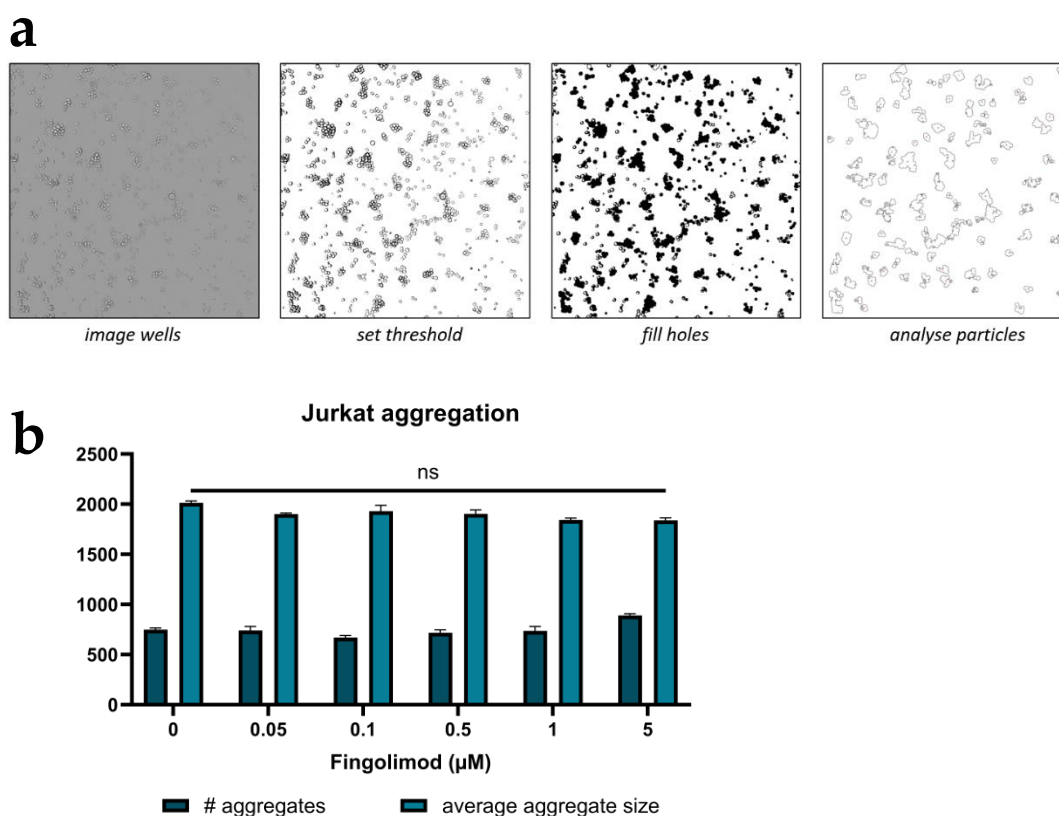 a
image wells
set threshold
fill holes
analyse particles
b
Jurkat aggregation
2500
2000
1500
1000
500
0
ns
0 0.05 0.1 0.5 1 5
Fingolimod (µM)
# aggregates
average aggregate size